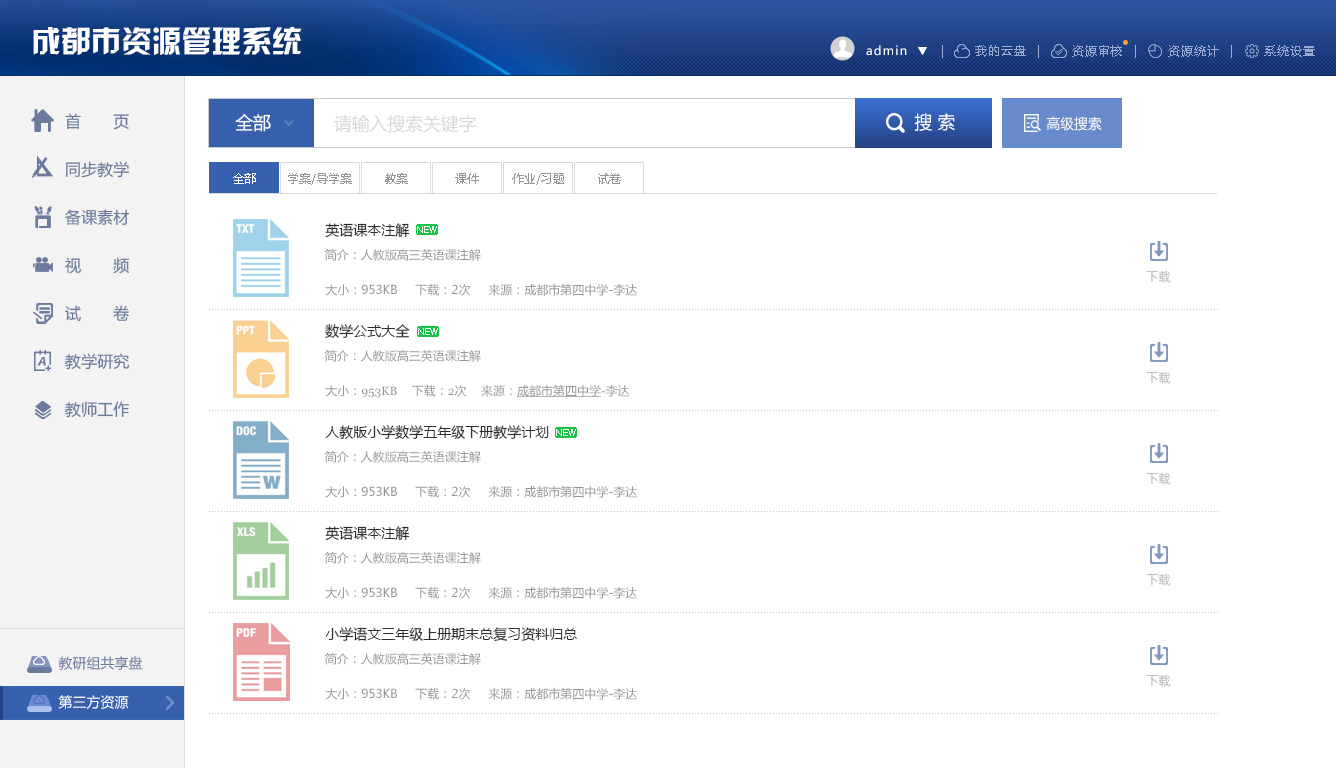 成都市资源管理系统
admin ▼ | 我的云盘 | 资源审核 | 资源统计 | 系统设置
首 页
同步教学
备课素材
视 频
试 卷
教学研究
教师工作
教研组共享盘
第三方资源
全部 请输入搜索关键字 搜索 高级搜索
全部 学案/导学案 教案 课件 作业/习题 试卷
TXT
英语课本注解 NEW
简介：人教版高三英语课注解
大小：953KB 下载：2次 来源：成都市第四中学-李达
下载
PPT
数学公式大全 NEW
简介：人教版高三英语课注解
大小：953KB 下载：2次 来源：成都市第四中学-李达
下载
DOC
W
人教版小学数学五年级下册教学计划 NEW
简介：人教版高三英语课注解
大小：953KB 下载：2次 来源：成都市第四中学-李达
下载
XLS
英语课本注解
简介：人教版高三英语课注解
大小：953KB 下载：2次 来源：成都市第四中学-李达
下载
PDF
小学语文三年级上册期末总复习资料归总
简介：人教版高三英语课注解
大小：953KB 下载：2次 来源：成都市第四中学-李达
下载